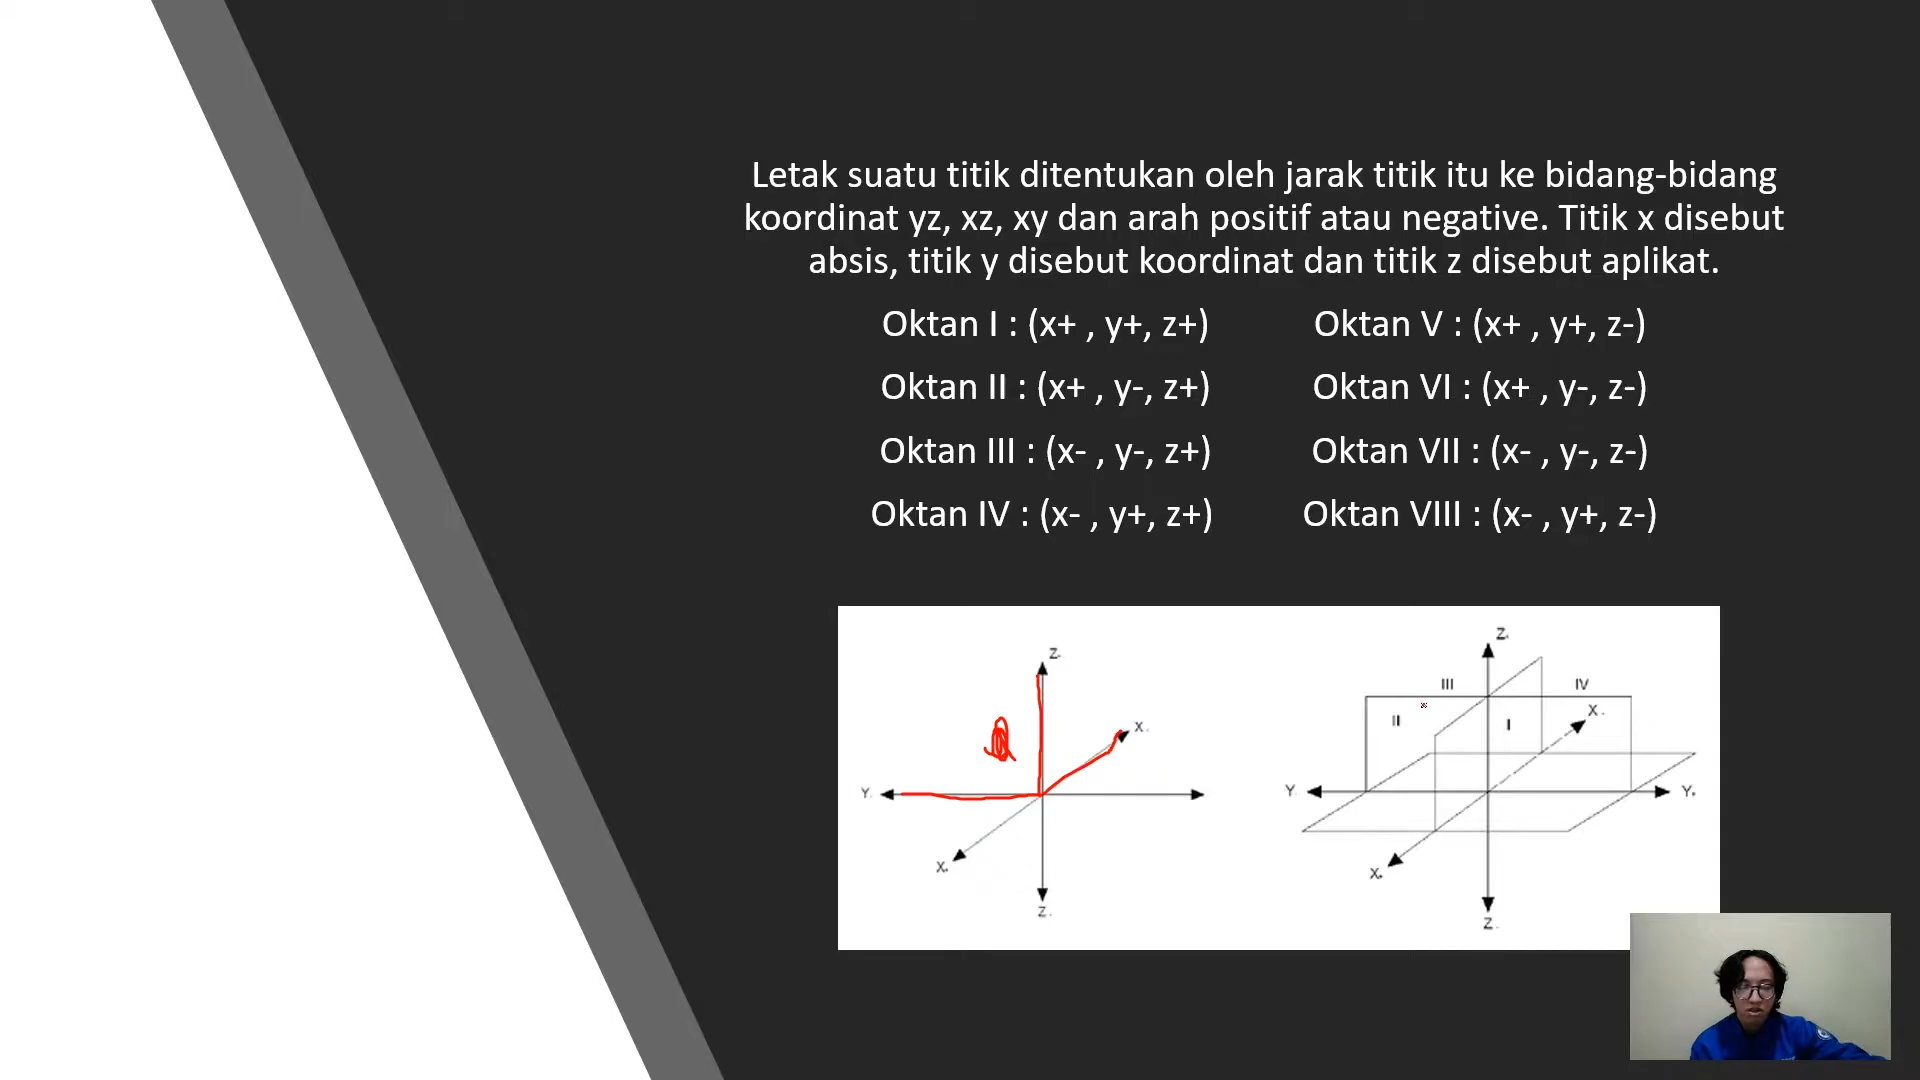 Letak suatu titik ditentukan oleh jarak titik itu ke bidang-bidang
koordinat yz, xz, xy dan arah positif atau negative. Titik x disebut
absis, titik y disebut koordinat dan titik z disebut aplikat.
Oktan I : (x+ , y+, z+)
Oktan II : (x+ , y-, z+)
Oktan III : (x- , y-, z+)
Oktan IV : (x- , y+, z+)
Oktan V : (x+ , y+, z-)
Oktan VI : (x+ , y-, z-)
Oktan VII : (x- , y-, z-)
Oktan VIII : (x- , y+, z-)
Z
X
Y
X
Z
Z
III
IV
II
I
X
Y
Y
X
Z